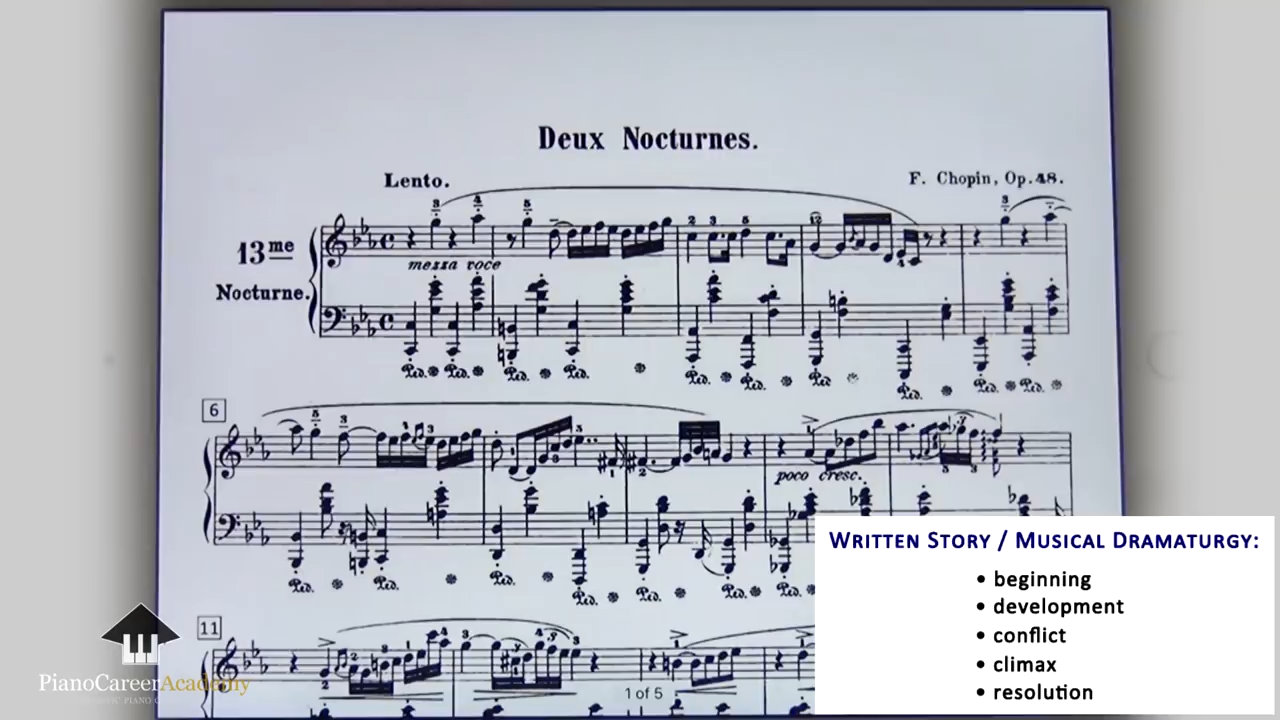 Deux Nocturnes.
Lento.
F. Chopin, Op.48.
13me
Nocturne.
mezza voce
6
poco cresc.
11
1 of 5
WRITTEN STORY / MUSICAL DRAMATURGY:
• beginning
• development
• conflict
• climax
• resolution
PianoCareerAcademy